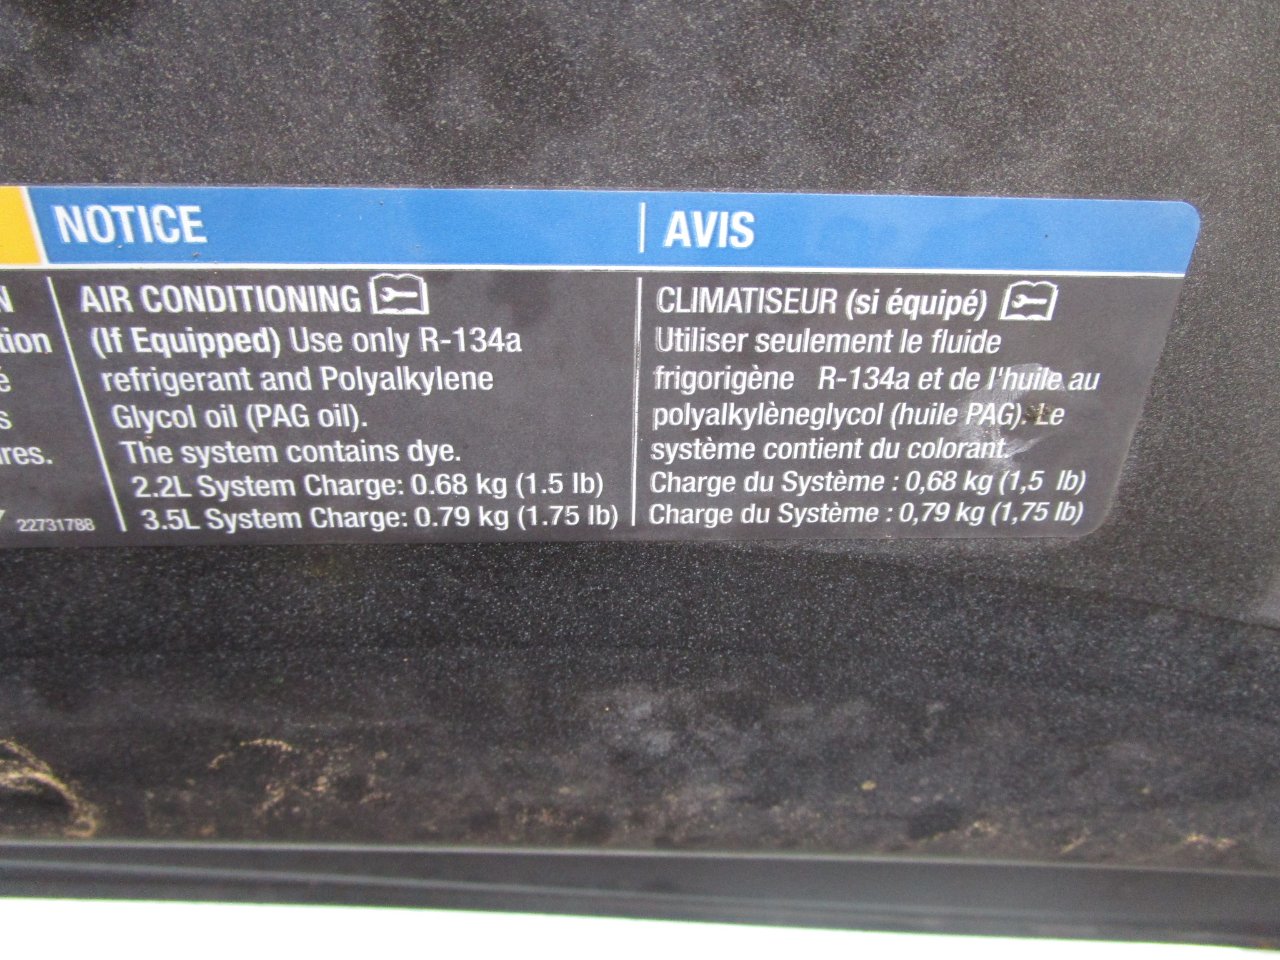 NOTICE
AVIS
N
tion
é
s
res.
22731788
AIR CONDITIONING
(If Equipped) Use only R-134a
refrigerant and Polyalkylene
Glycol oil (PAG oil).
The system contains dye.
2.2L System Charge: 0.68 kg (1.5 lb)
3.5L System Charge: 0.79 kg (1.75 lb)
CLIMATISEUR (si équipé)
Utiliser seulement le fluide
frigorigène R-134a et de l'huile au
polyalkylèneglycol (huile PAG). Le
système contient du colorant.
Charge du Système : 0,68 kg (1,5 lb)
Charge du Système : 0,79 kg (1,75 lb)